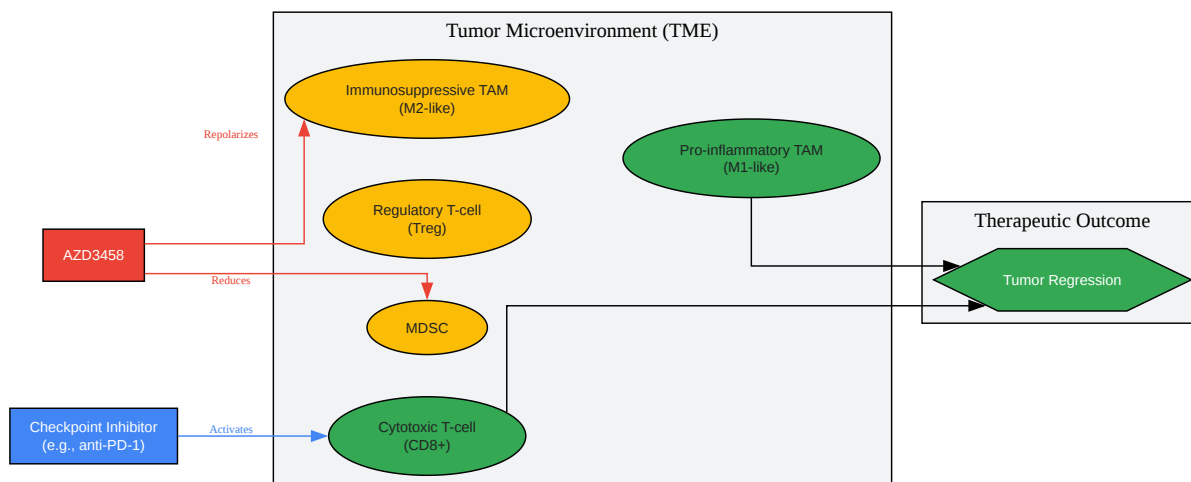 Tumor Microenvironment (TME)
Immunosuppressive TAM
(M2-like)
Repolarizes
Pro-inflammatory TAM
(M1-like)
Regulatory T-cell
(Treg)
Therapeutic Outcome
AZD3458
Reduces
Tumor Regression
MDSC
Checkpoint Inhibitor
(e.g., anti-PD-1)
Activates
Cytotoxic T-cell
(CD8+)